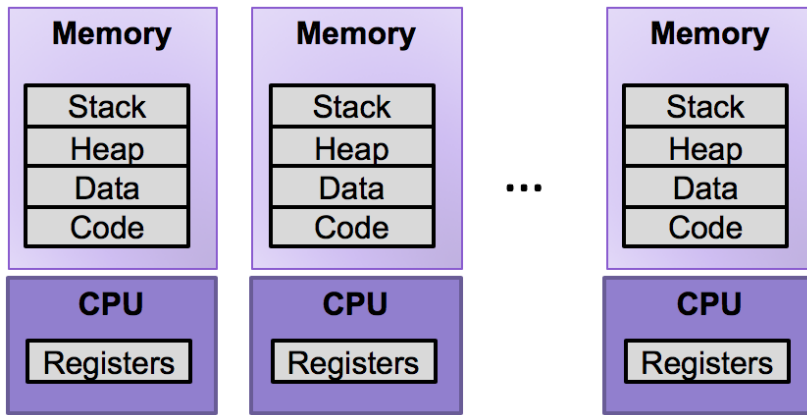 Memory
Stack
Heap
Data
Code
CPU
Registers
Memory
Stack
Heap
Data
Code
CPU
Registers
...
Memory
Stack
Heap
Data
Code
CPU
Registers